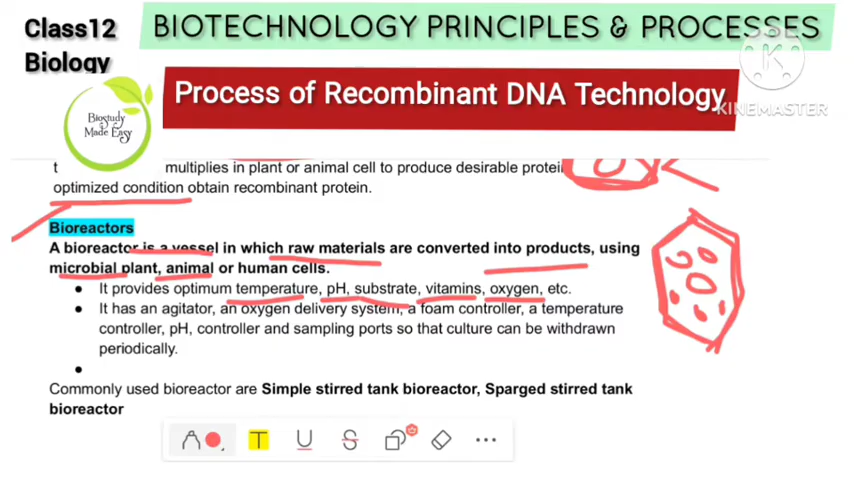 Class12
Biology
BIOTECHNOLOGY PRINCIPLES & PROCESSES
KINEMASTER
Process of Recombinant DNA Technology
Biostudy
Made Easy
t multiplies in plant or animal cell to produce desirable protei
optimized condition obtain recombinant protein.
Bioreactors
A bioreactor is a vessel in which raw materials are converted into products, using
microbial plant, animal or human cells.
● It provides optimum temperature, pH, substrate, vitamins, oxygen, etc.
● It has an agitator, an oxygen delivery system, a foam controller, a temperature
controller, pH, controller and sampling ports so that culture can be withdrawn
periodically.
●
Commonly used bioreactor are Simple stirred tank bioreactor, Sparged stirred tank
bioreactor
T U S